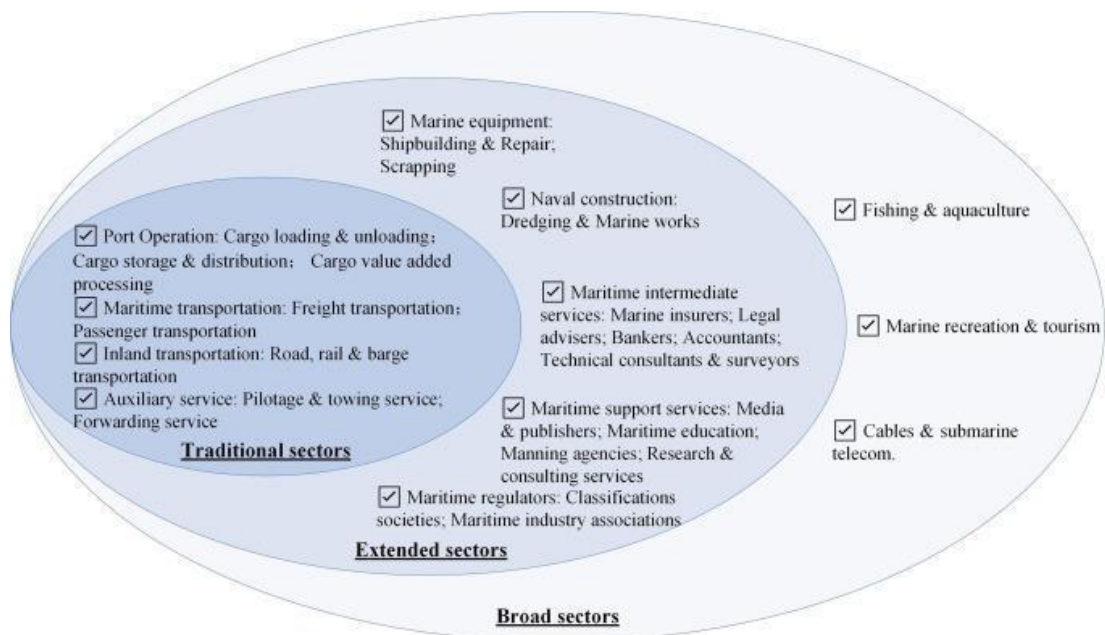 ☑ Marine equipment:
Shipbuilding & Repair;
Scrapping
☑ Naval construction:
Dredging & Marine works
☑ Fishing & aquaculture
☑ Port Operation: Cargo loading & unloading;
Cargo storage & distribution; Cargo value added
processing
☑ Maritime transportation: Freight transportation;
Passenger transportation
☑ Inland transportation: Road, rail & barge
transportation
☑ Auxiliary service: Pilotage & towing service;
Forwarding service
Traditional sectors
☑ Maritime intermediate
services: Marine insurers; Legal
advisers; Bankers; Accountants;
Technical consultants & surveyors
☑ Marine recreation & tourism
☑ Maritime support services: Media
& publishers; Maritime education;
Manning agencies; Research &
consulting services
☑ Cables & submarine
telecom.
☑ Maritime regulators: Classifications
societies; Maritime industry associations
Extended sectors
Broad sectors